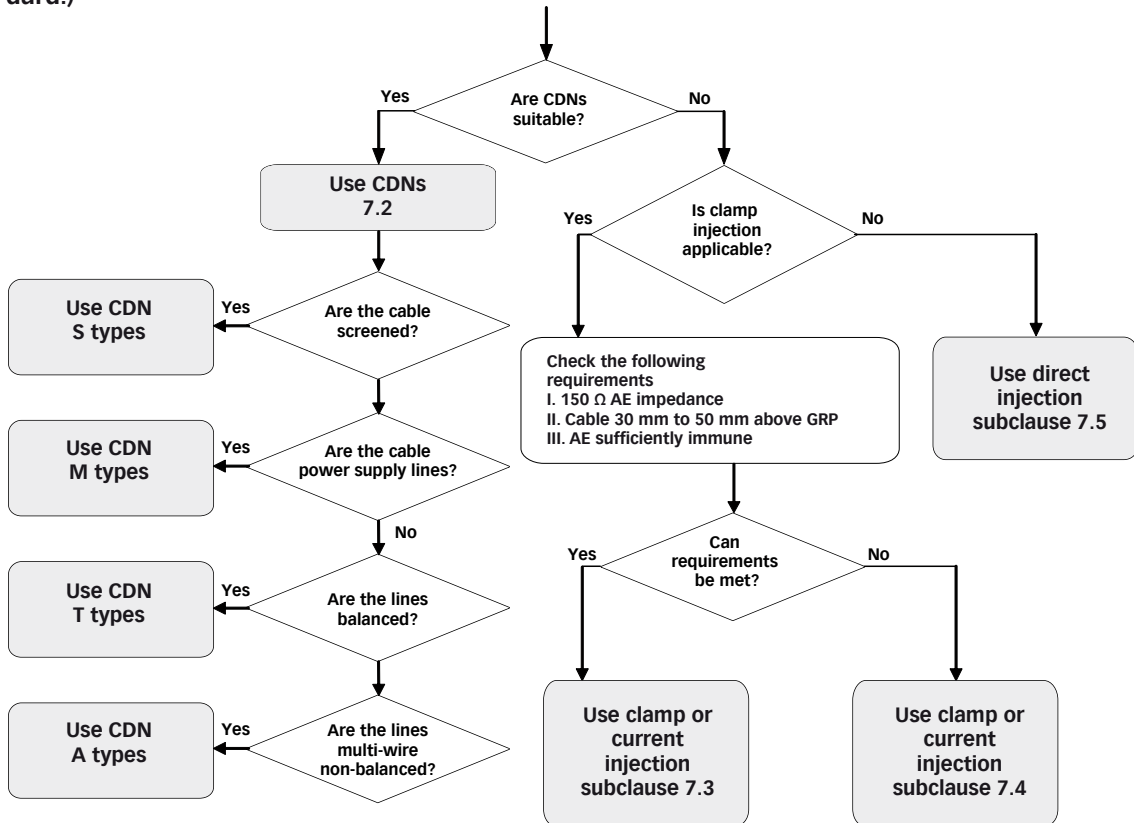 dard.)
Yes
Are CDNs
suitable?
No
Use CDNs
7.2
Yes
Is clamp
injection
applicable?
No
Use CDN
S types
Yes
Are the cable
screened?
Check the following
requirements
I. 150 Ω AE impedance
II. Cable 30 mm to 50 mm above GRP
III. AE sufficiently immune
Use direct
injection
subclause 7.5
Use CDN
M types
Yes
Are the cable
power supply lines?
No
Yes
Can
requirements
be met?
No
Use CDN
T types
Yes
Are the lines
balanced?
Use CDN
A types
Yes
Are the lines
multi-wire
non-balanced?
Use clamp or
current
injection
subclause 7.3
Use clamp or
current
injection
subclause 7.4